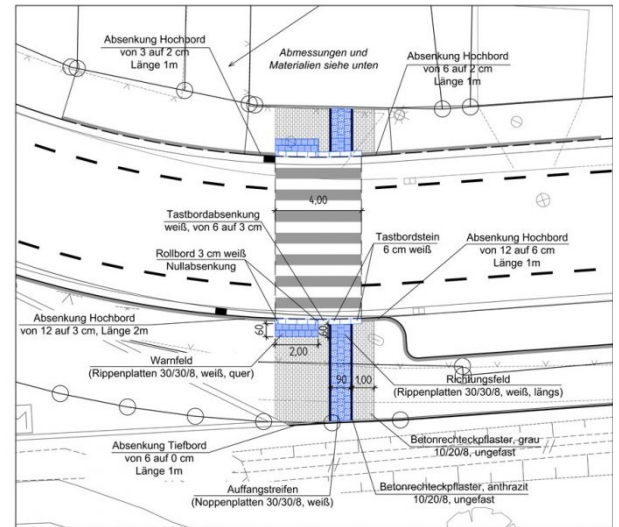 Absenkung Hochbord
von 3 auf 2 cm
Länge 1m
Abmessungen und
Materialien siehe unten
Absenkung Hochbord
von 6 auf 2 cm
Länge 1m
4,00
Tastbordabsenkung
weiß, von 6 auf 3 cm
Rollbord 3 cm weiß
Nullabsenkung
Tastbordstein
6 cm weiß
Absenkung Hochbord
von 12 auf 6 cm
Länge 1m
Absenkung Hochbord
von 12 auf 3 cm, Länge 2m
60
60
2,00
Warnfeld
(Rippenplatten 30/30/8, weiß, quer)
90
1,00
Richtungsfeld
(Rippenplatten 30/30/8, weiß, längs)
Absenkung Tiefbord
von 6 auf 0 cm
Länge 1m
Betonrechteckpflaster, grau
10/20/8, ungefast
Auffangstreifen
(Noppenplatten 30/30/8, weiß)
Betonrechteckpflaster, anthrazit
10/20/8, ungefast